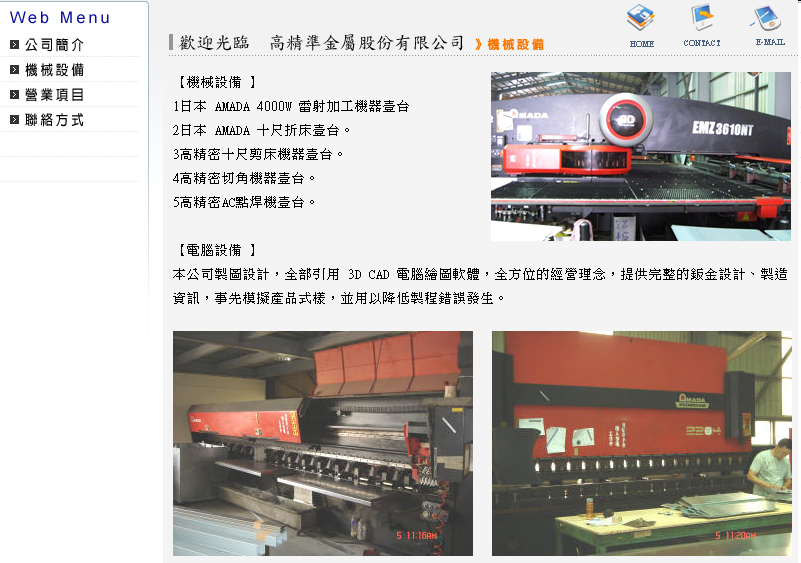 Web Menu
公司簡介
機械設備
營業項目
聯絡方式
歡迎光臨 高精準金屬股份有限公司 》機械設備
HOME
CONTACT
E-MAIL
【機械設備 】
1日本 AMADA 4000W 雷射加工機器壹台
2日本 AMADA 十尺折床壹台。
3高精密十尺剪床機器壹台。
4高精密切角機器壹台。
5高精密AC點焊機壹台。
AMADA
EMZ3610NT
【電腦設備 】
本公司製圖設計，全部引用 3D CAD 電腦繪圖軟體，全方位的經營理念，提供完整的鈑金設計、製造
資訊，事先模擬產品式樣，並用以降低製程錯誤發生。
5 11:16AM
AMADA
5 11:20AM